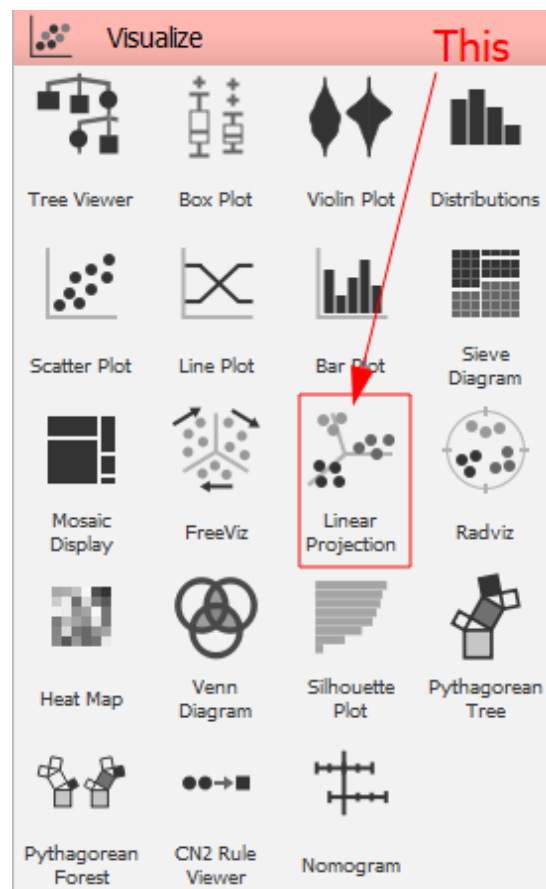 Visualize
This
Tree Viewer
Box Plot
Violin Plot
Distributions
Scatter Plot
Line Plot
Bar Plot
Sieve
Diagram
Mosaic
Display
FreeViz
Linear
Projection
Radviz
Heat Map
Venn
Diagram
Silhouette
Plot
Pythagorean
Tree
Pythagorean
Forest
CN2 Rule
Viewer
Nomogram